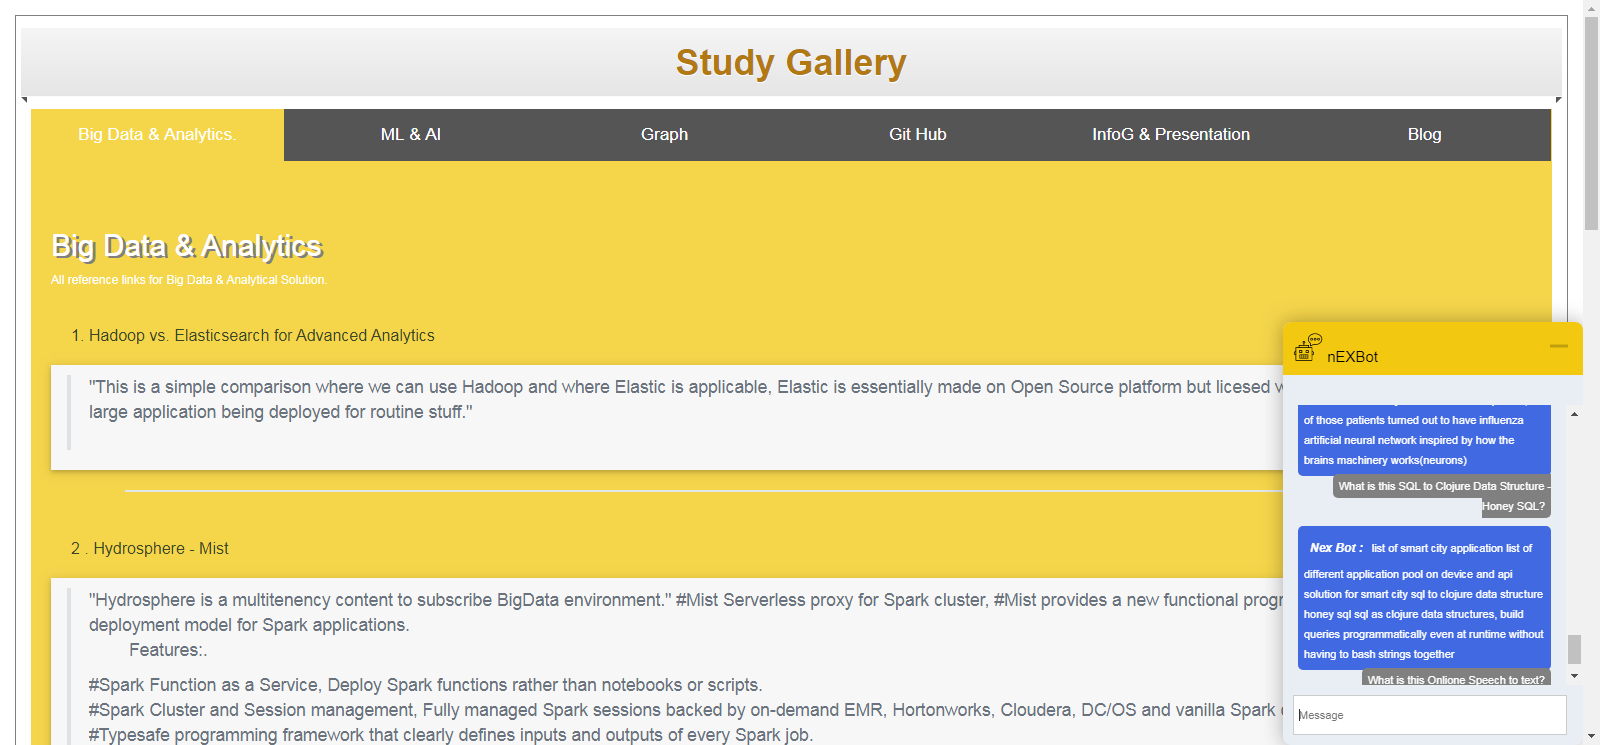 Study Gallery
Big Data & Analytics.
ML & AI
Graph
Git Hub
InfoG & Presentation
Blog
Big Data & Analytics
All reference links for Big Data & Analytical Solution.
1. Hadoop vs. Elasticsearch for Advanced Analytics
"This is a simple comparison where we can use Hadoop and where Elastic is applicable, Elastic is essentially made on Open Source platform but licesed
large application being deployed for routine stuff."
2 . Hydrosphere - Mist
"Hydrosphere is a multitenency content to subscribe BigData environment." #Mist Serverless proxy for Spark cluster, #Mist provides a new functional
deployment model for Spark applications.
Features:.
#Spark Function as a Service, Deploy Spark functions rather than notebooks or scripts.
#Spark Cluster and Session management, Fully managed Spark sessions backed by on-demand EMR, Hortonworks, Cloudera, DC/OS and vanilla Spark
#Typesafe programming framework that clearly defines inputs and outputs of every Spark job.
nEXBot
of those patients turned out to have influenza
artificial neural network inspired by how the
brains machinery works(neurons)
What is this SQL to Clojure Data Structure -
Honey SQL?
Nex Bot : list of smart city application list of
different application pool on device and api
solution for smart city sql to clojure data structure
honey sql sql as clojure data structures, build
queries programmatically even at runtime without
having to bash strings together
What is this Onlione Speech to text?
Message